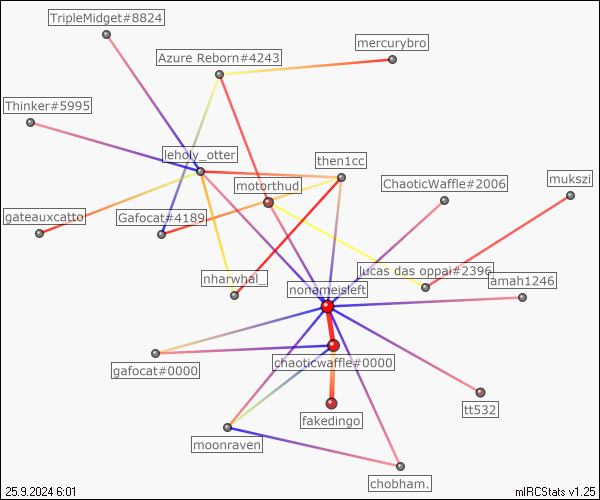 TripleMidget#8824
mercurybro
Azure Reborn#4243
Thinker#5995
leholy_otter
then1cc
motorthud
ChaoticWaffle#2006
mukszi
gateauxcatto
Gafocat#4189
nharwhal_
lucas das oppai#2396
amah1246
nonameisleft
gafocat#0000
chaoticwaffle#0000
tt532
fakedingo
moonraven
chobham.
25.9.2024 6:01
mIRCStats v1.25